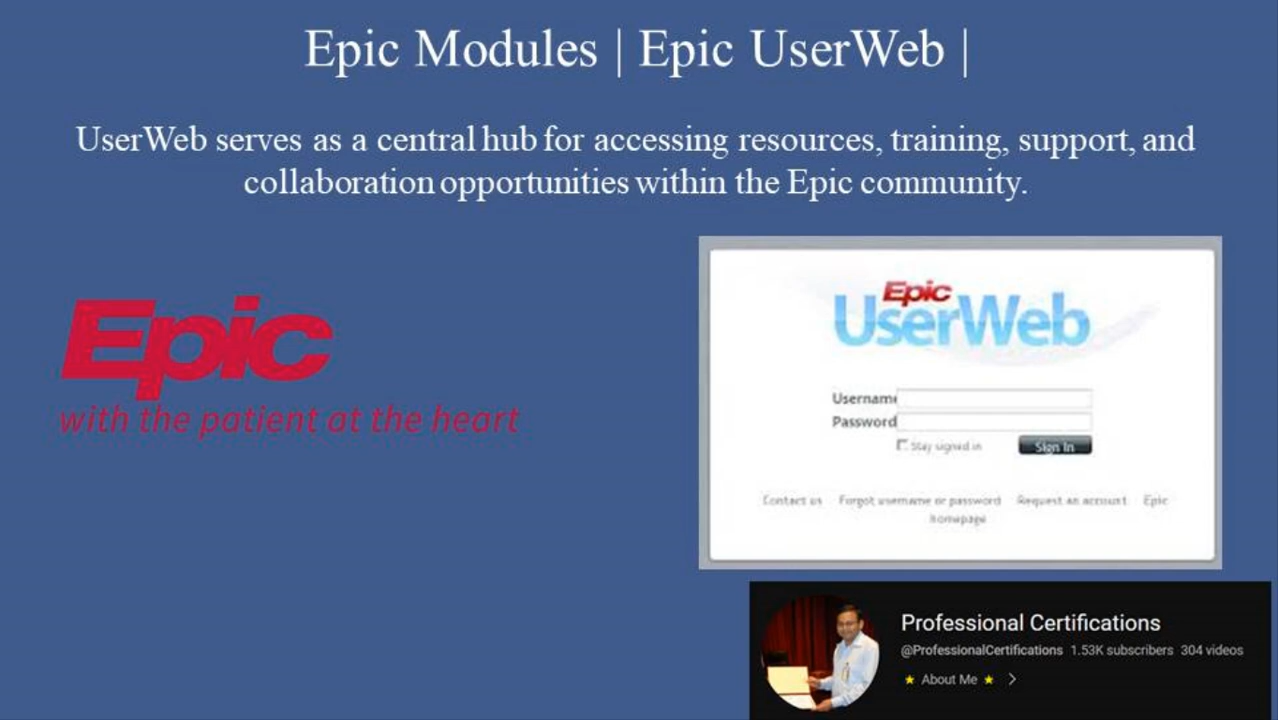 Epic Modules | Epic UserWeb |
UserWeb serves as a central hub for accessing resources, training, support, and
collaboration opportunities within the Epic community.
Epic
with the patient at the heart
Epic
UserWeb
Username
Password
Stay signed in
Sign In
Contact us Forgot username or password Request an account Epic
homepage
Professional Certifications
@ProfessionalCertifications 1.53K subscribers 304 videos
★ About Me ★ >